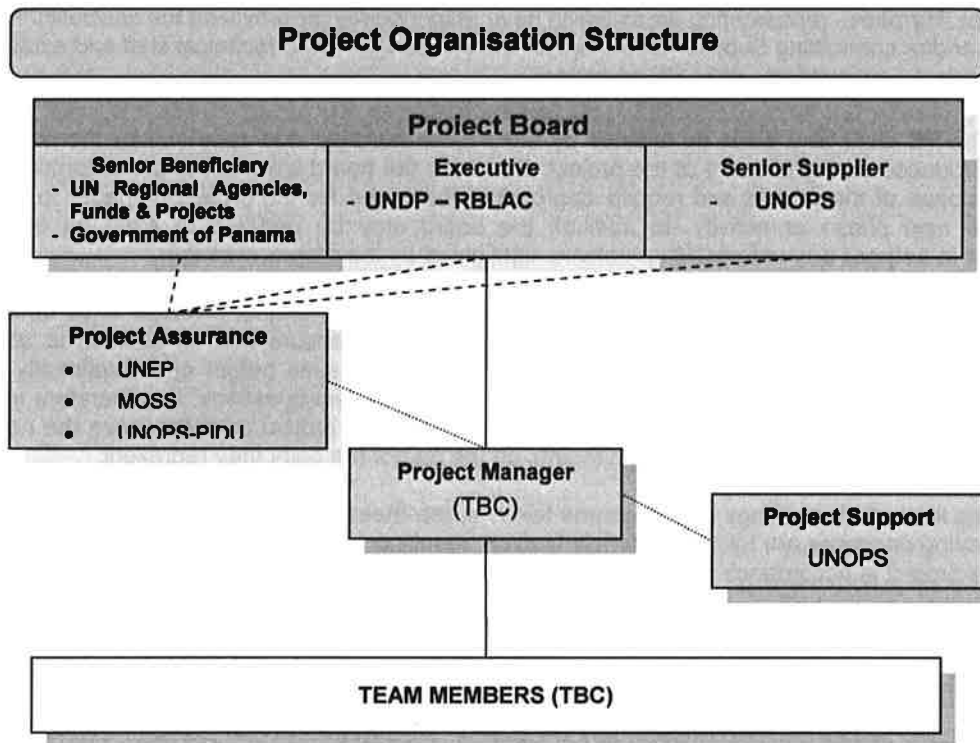 Project Organisation Structure
Project Board
Senior Beneficiary
- UN Regional Agencies,
Funds & Projects
- Government of Panama
Executive
- UNDP – RBLAC
Senior Supplier
- UNOPS
Project Assurance
• UNEP
• MOSS
• UNOPS-PIDU
Project Manager
(TBC)
Project Support
UNOPS
TEAM MEMBERS (TBC)